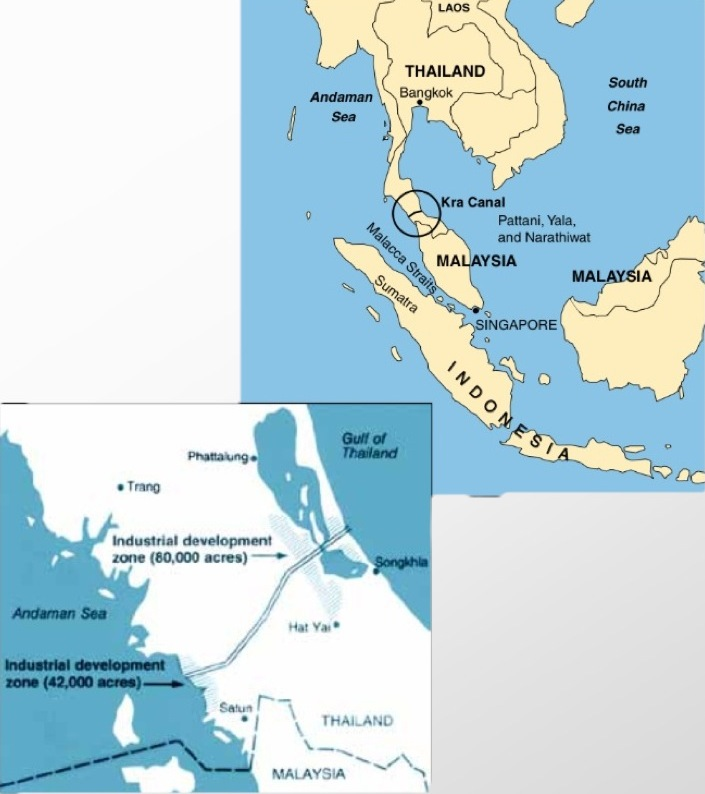 LAOS
THAILAND
Bangkok
Andaman
Sea
South
China
Sea
Kra Canal
Pattani, Yala,
and Narathiwat
Malacca Straits
MALAYSIA
MALAYSIA
Sumatra
SINGAPORE
INDONESIA
Gulf of
Thailand
Phattalung
Trang
Industrial development
zone (80,000 acres)
Songkhla
Andaman Sea
Hat Yai
Industrial development
zone (42,000 acres)
Satun
THAILAND
MALAYSIA